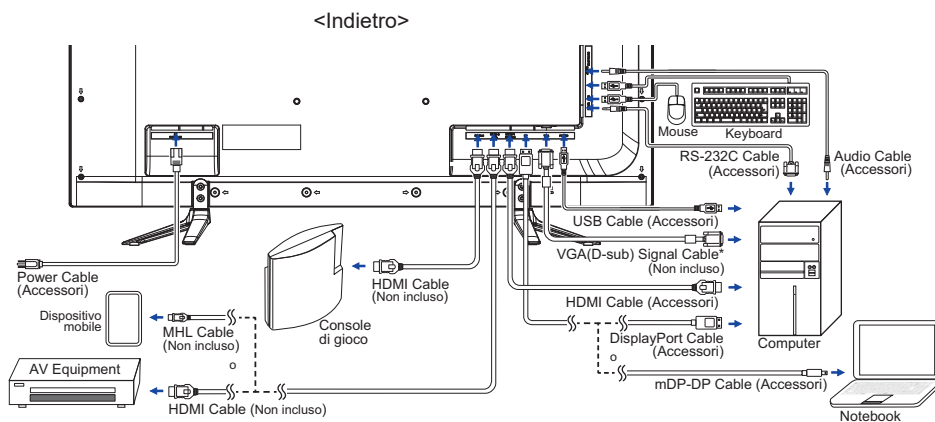 <Indietro>
Mouse
Keyboard
RS-232C Cable
(Accessori)
Audio Cable
(Accessori)
USB Cable (Accessori)
VGA(D-sub) Signal Cable*
(Non incluso)
Power Cable
(Accessori)
HDMI Cable
(Non incluso)
HDMI Cable (Accessori)
Dispositivo
mobile
MHL Cable
(Non incluso)
Console
di gioco
DisplayPort Cable
(Accessori)
Computer
o
o
AV Equipment
mDP-DP Cable (Accessori)
HDMI Cable (Non incluso)
Notebook